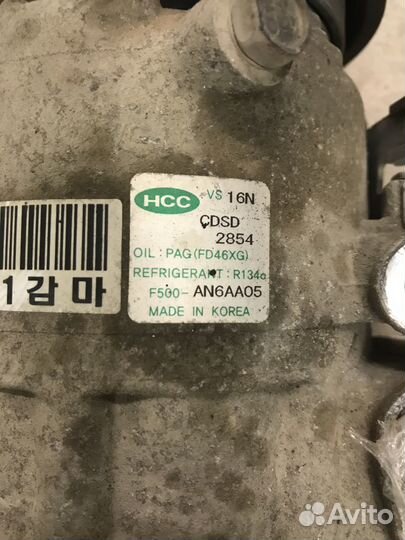 HCC VS 16N
CDSD
2854
OIL : PAG(FD46XG)
REFRIGERANT : R134a
F500- AN6AA05
MADE IN KOREA
1감마
Avito